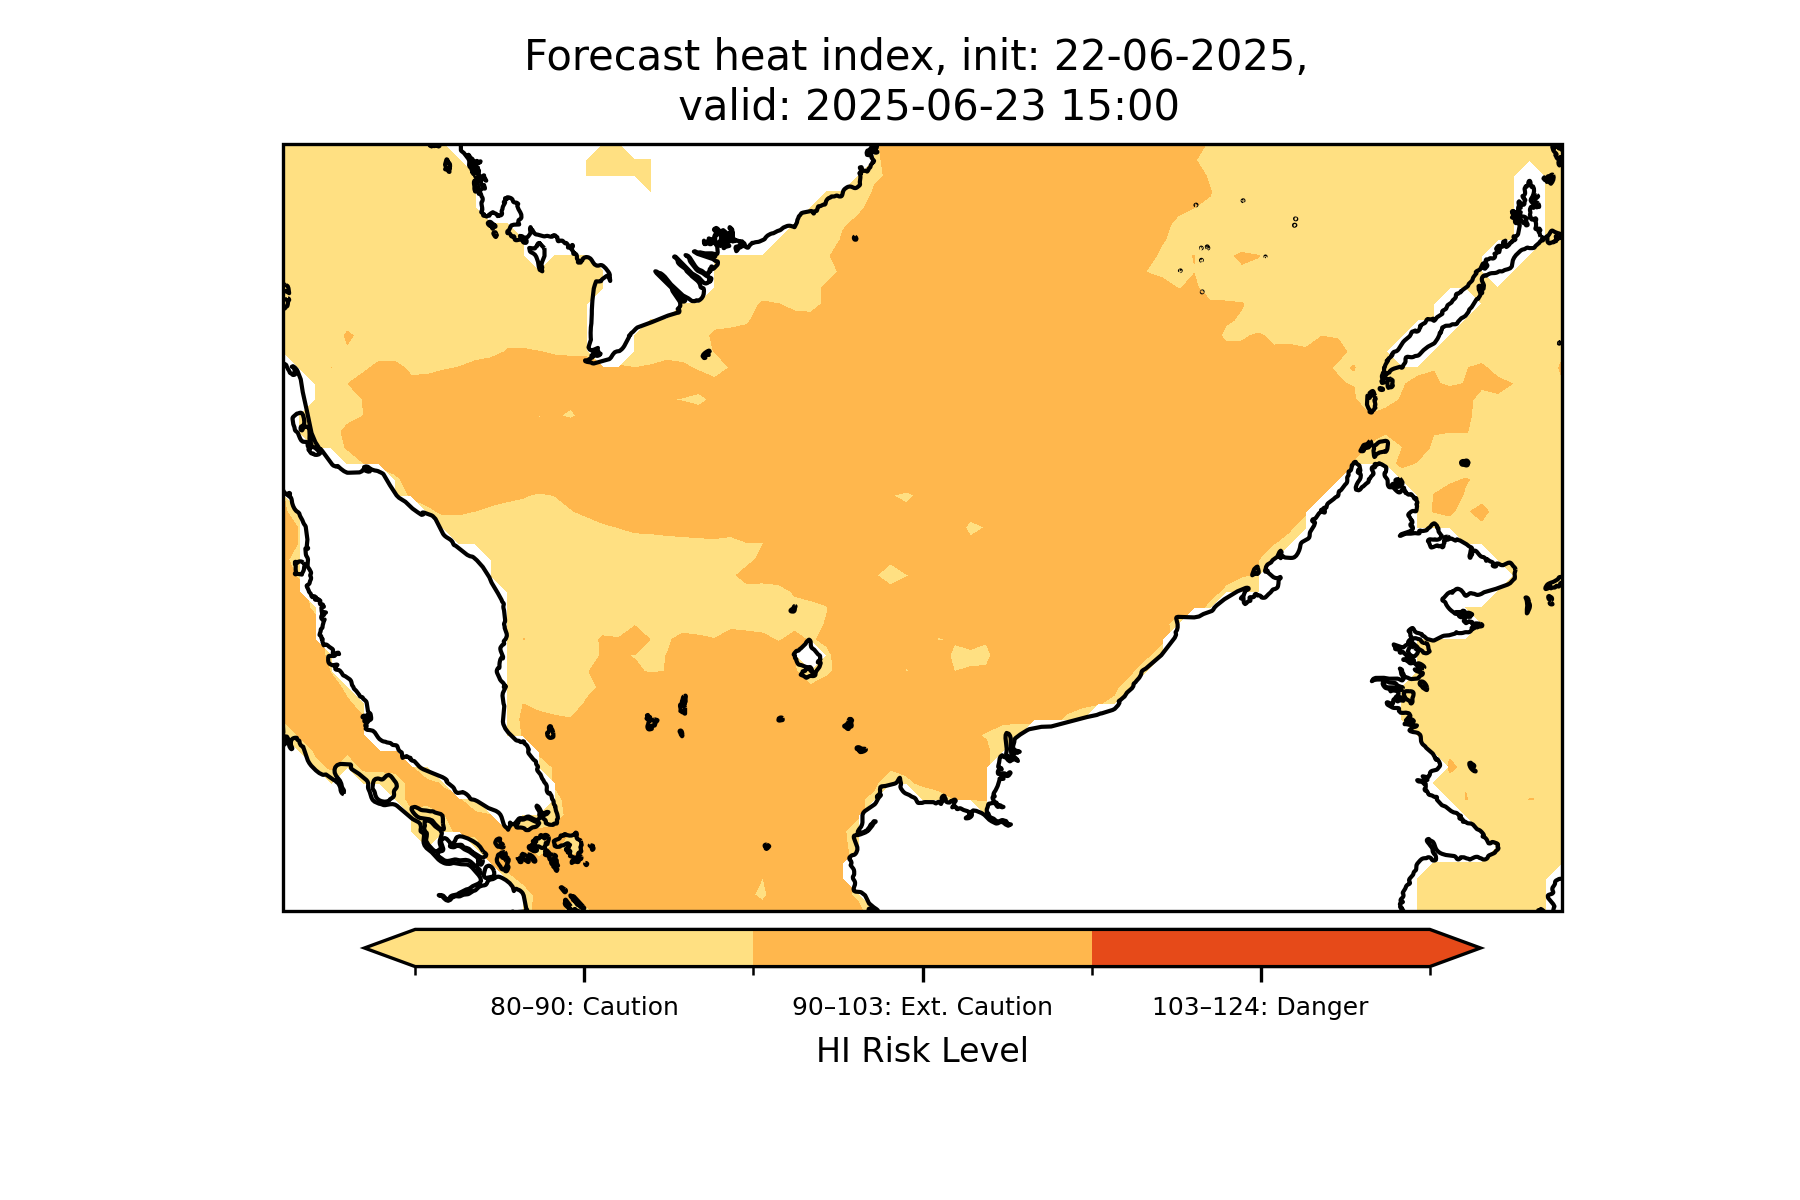 Forecast heat index, init: 22-06-2025,
valid: 2025-06-23 15:00
80–90: Caution
90–103: Ext. Caution
103–124: Danger
HI Risk Level